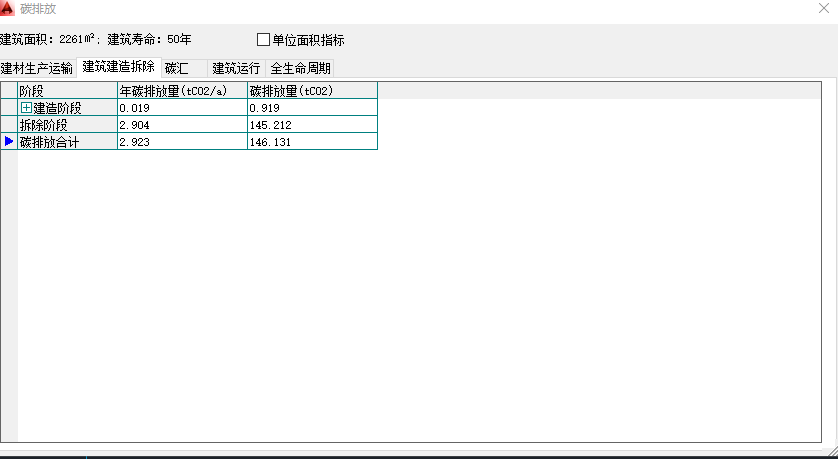 碳排放
建筑面积: 2261m²; 建筑寿命: 50年 单位面积指标
建材生产运输 建筑建造拆除 碳汇 建筑运行 全生命周期
阶段 年碳排放量(tCO2/a) 碳排放量(tCO2)
建造阶段 0.019 0.919
拆除阶段 2.904 145.212
碳排放合计 2.923 146.131